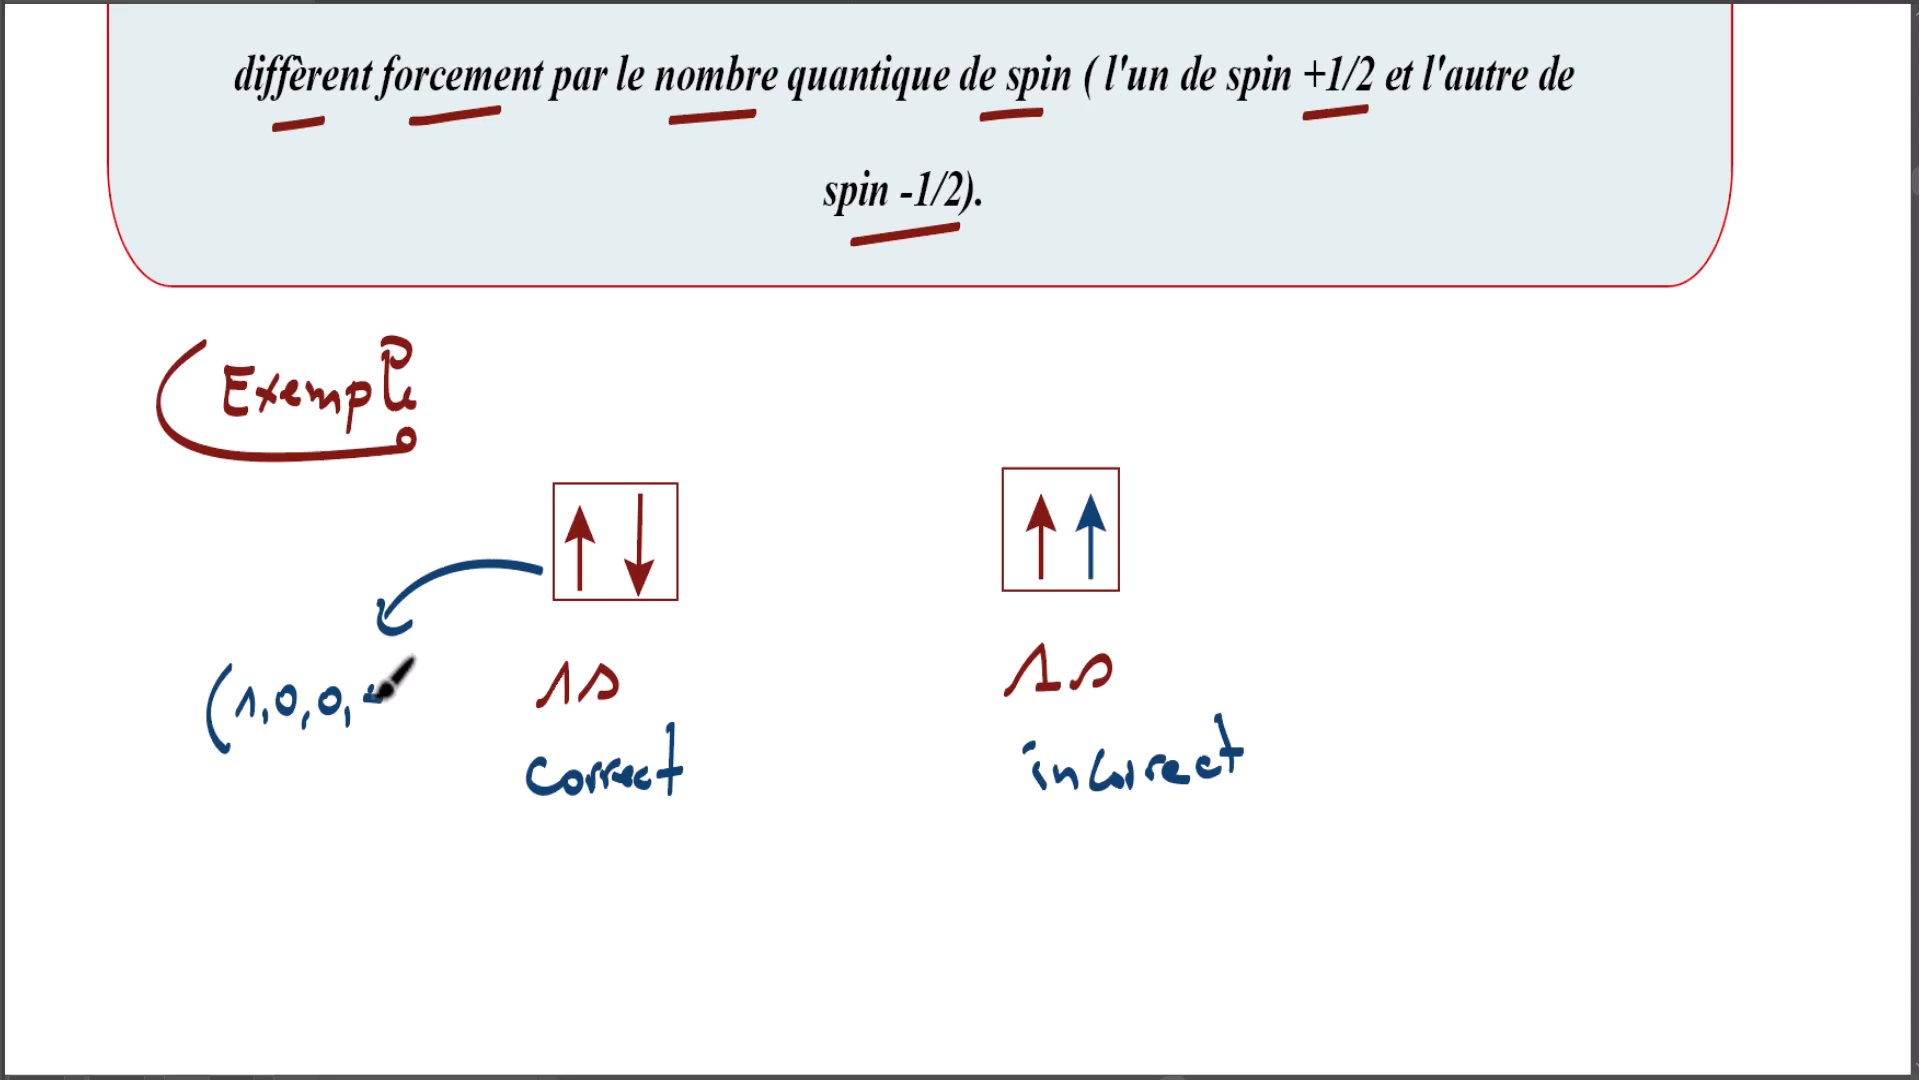 diffèrent forcement par le nombre quantique de spin ( l'un de spin +1/2 et l'autre de
spin -1/2).
Exemple
1s
1s
(1,0,0,
correct
incorrect